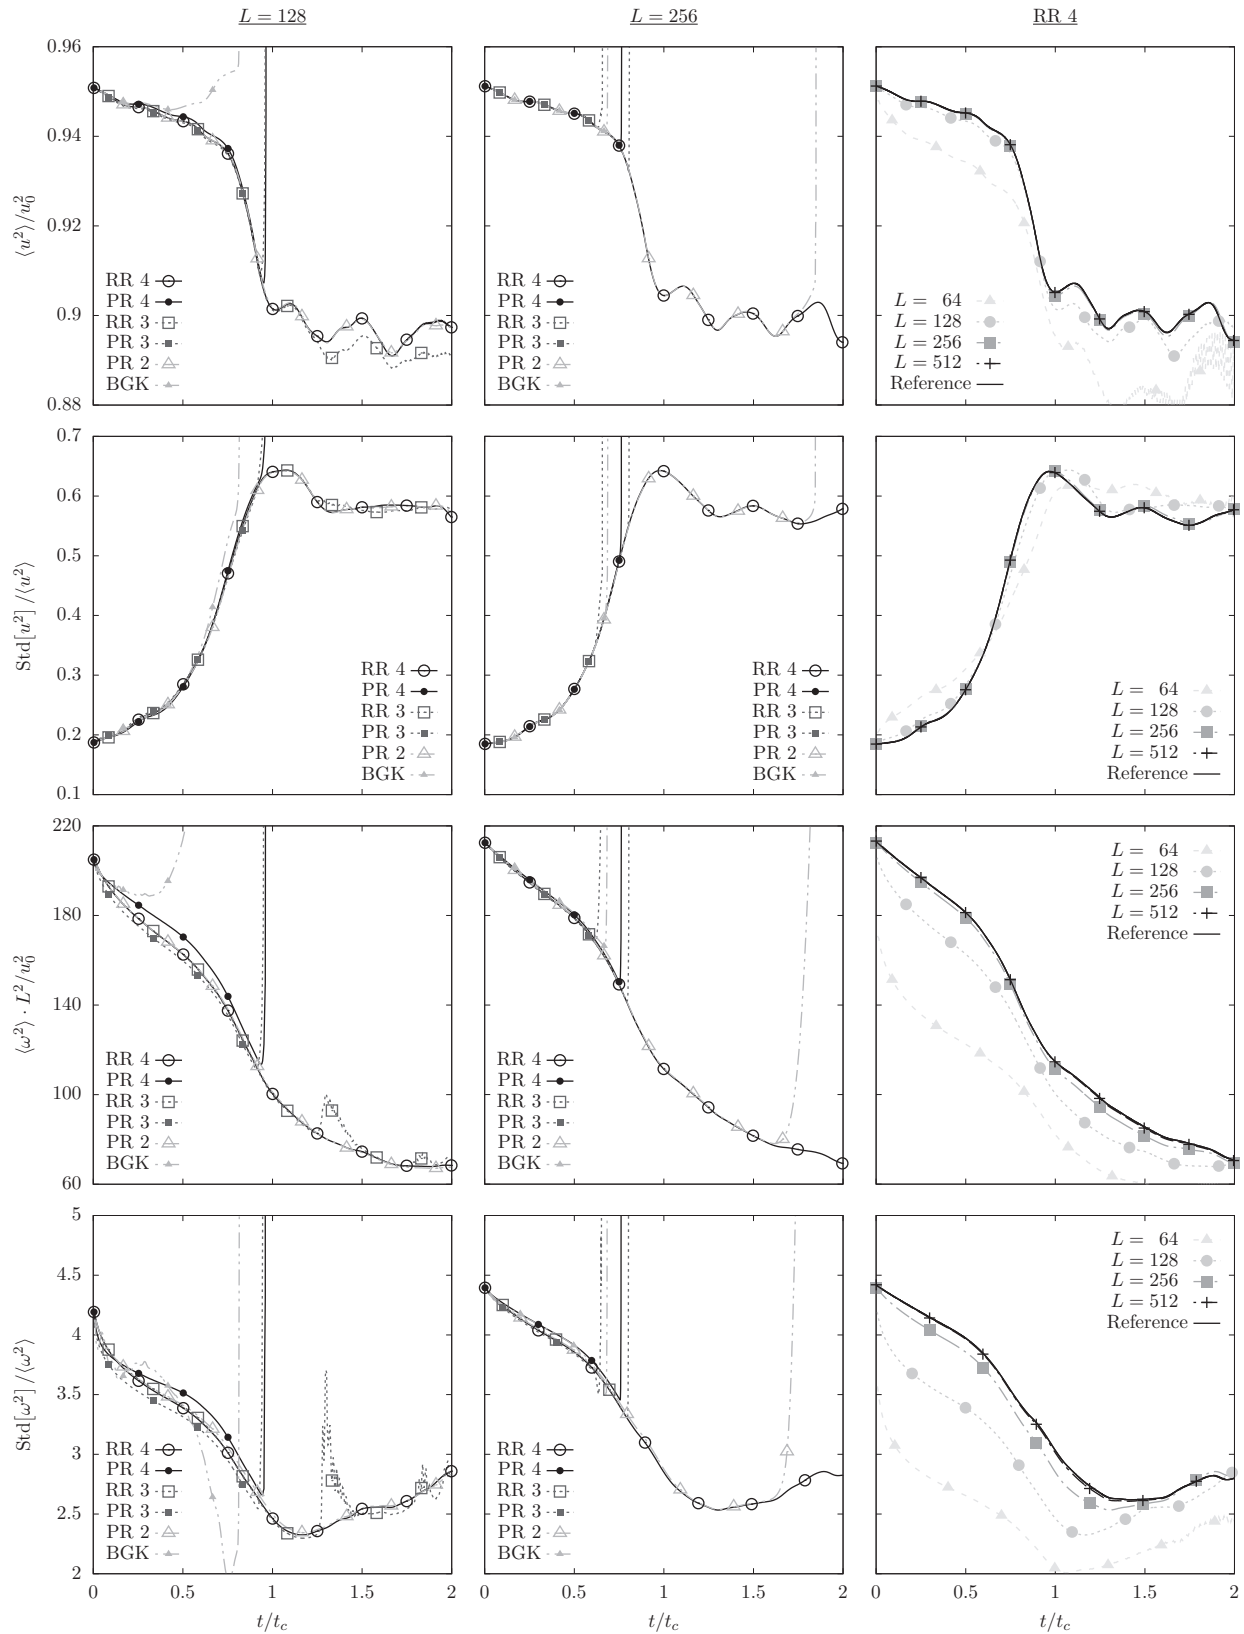 L = 128
L = 256
RR 4
0.96
0.94
0.92
0.9
0.88
⟨u²⟩/u₀²
RR 4
PR 4
RR 3
PR 3
PR 2
BGK
RR 4
PR 4
RR 3
PR 3
PR 2
BGK
L = 64
L = 128
L = 256
L = 512
Reference
0.7
0.6
0.5
0.4
0.3
0.2
0.1
Std[u²]/⟨u²⟩
RR 4
PR 4
RR 3
PR 3
PR 2
BGK
RR 4
PR 4
RR 3
PR 3
PR 2
BGK
L = 64
L = 128
L = 256
L = 512
Reference
220
180
140
100
60
⟨ω²⟩ · L²/u₀²
RR 4
PR 4
RR 3
PR 3
PR 2
BGK
RR 4
PR 4
RR 3
PR 3
PR 2
BGK
L = 64
L = 128
L = 256
L = 512
Reference
5
4.5
4
3.5
3
2.5
2
Std[ω²]/⟨ω²⟩
RR 4
PR 4
RR 3
PR 3
PR 2
BGK
RR 4
PR 4
RR 3
PR 3
PR 2
BGK
L = 64
L = 128
L = 256
L = 512
Reference
0 0.5 1 1.5 2
0 0.5 1 1.5 2
0 0.5 1 1.5 2
t/t_c
t/t_c
t/t_c